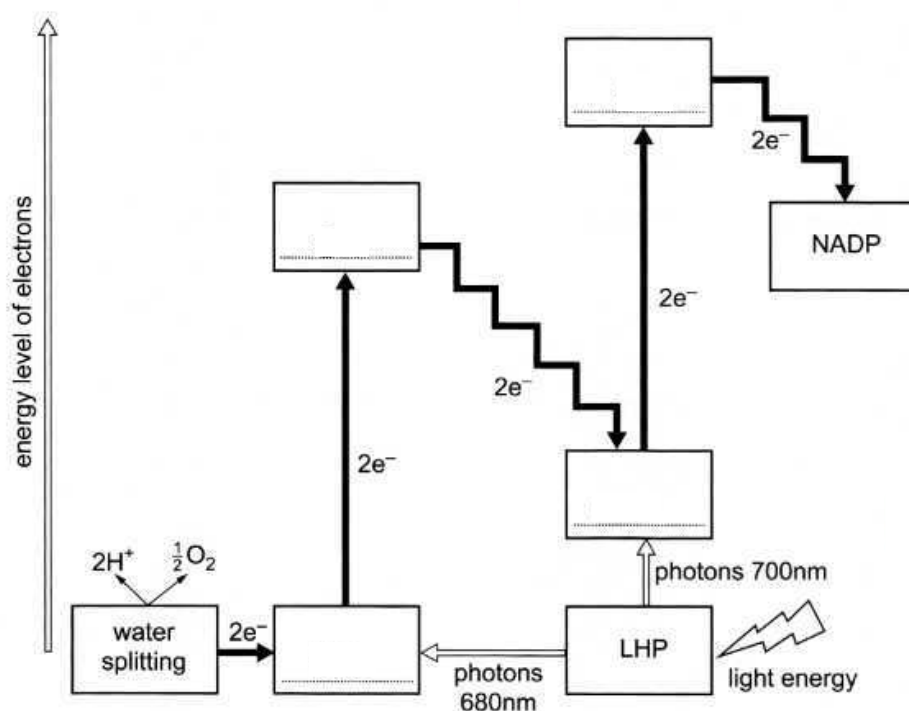 energy level of electrons
2e⁻
NADP
2e⁻
2e⁻
2e⁻
2H⁺
½O₂
photons 700nm
water
splitting
2e⁻
LHP
photons
680nm
light energy